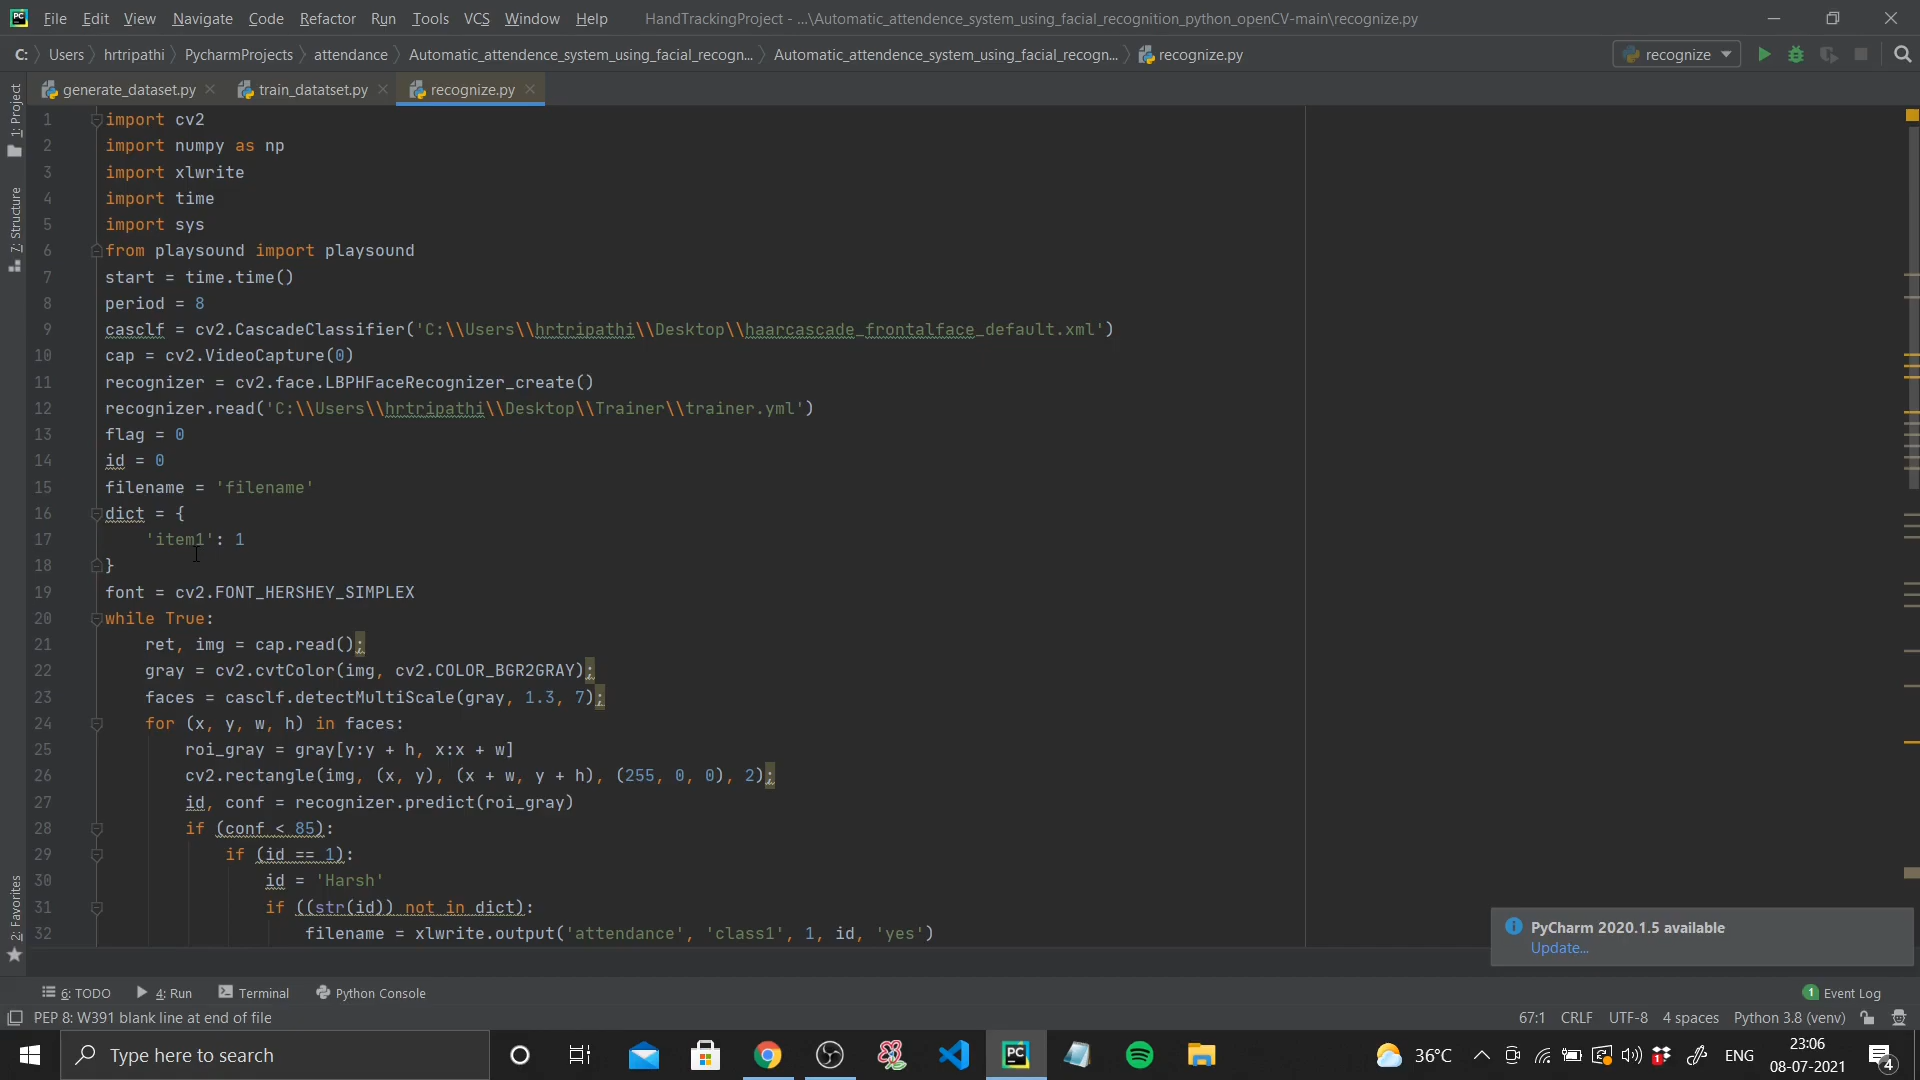 File Edit View Navigate Code Refactor Run Tools VCS Window Help HandTrackingProject - ...\Automatic_attendence_system_using_facial_recognition_python_openCV-main\recognize.py
C: Users hrtripathi PycharmProjects attendance Automatic_attendence_system_using_facial_recogn... Automatic_attendence_system_using_facial_recogn... recognize.py recognize
generate_dataset.py train_datatset.py recognize.py
1: Project
7: Structure
2: Favorites
1 import cv2
2 import numpy as np
3 import xlwrite
4 import time
5 import sys
6 from playsound import playsound
7 start = time.time()
8 period = 8
9 casclf = cv2.CascadeClassifier('C:\\Users\\hrtripathi\\Desktop\\haarcascade_frontalface_default.xml')
10 cap = cv2.VideoCapture(0)
11 recognizer = cv2.face.LBPHFaceRecognizer_create()
12 recognizer.read('C:\\Users\\hrtripathi\\Desktop\\Trainer\\trainer.yml')
13 flag = 0
14 id = 0
15 filename = 'filename'
16 dict = {
17 'item1': 1
18 }
19 font = cv2.FONT_HERSHEY_SIMPLEX
20 while True:
21 ret, img = cap.read();
22 gray = cv2.cvtColor(img, cv2.COLOR_BGR2GRAY);
23 faces = casclf.detectMultiScale(gray, 1.3, 7);
24 for (x, y, w, h) in faces:
25 roi_gray = gray[y:y + h, x:x + w]
26 cv2.rectangle(img, (x, y), (x + w, y + h), (255, 0, 0), 2);
27 id, conf = recognizer.predict(roi_gray)
28 if (conf < 85):
29 if (id == 1):
30 id = 'Harsh'
31 if ((str(id)) not in dict):
32 filename = xlwrite.output('attendance', 'class1', 1, id, 'yes')
PyCharm 2020.1.5 available
Update...
6: TODO 4: Run Terminal Python Console 1 Event Log
PEP 8: W391 blank line at end of file 67:1 CRLF UTF-8 4 spaces Python 3.8 (venv)
Type here to search PC 36°C 1 ENG 23:06
08-07-2021 4